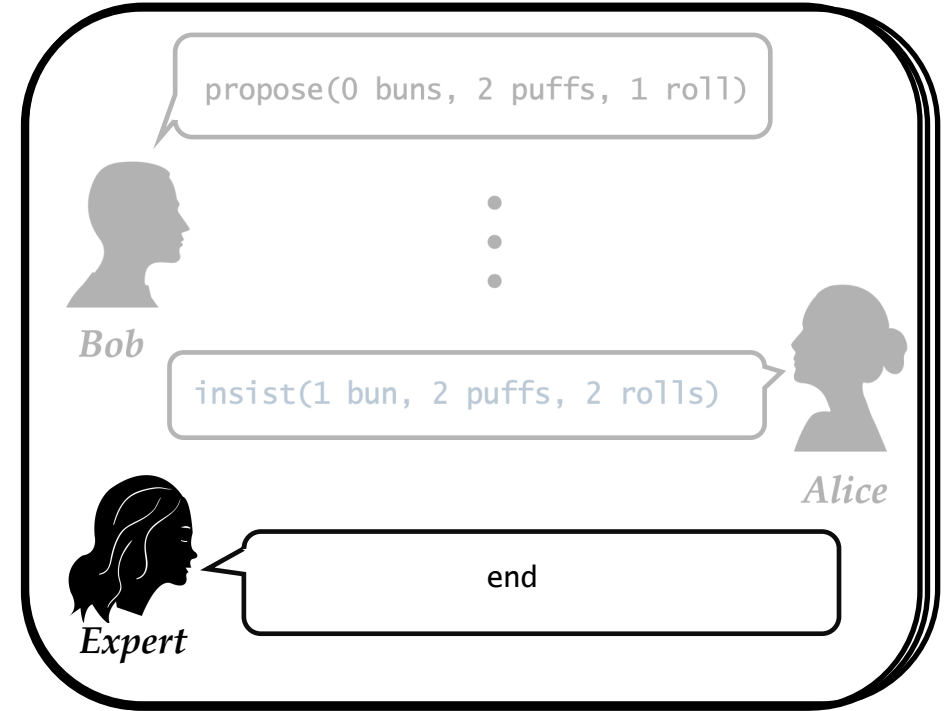 propose(0 buns, 2 puffs, 1 roll)
Bob
insist(1 bun, 2 puffs, 2 rolls)
Alice
end
Expert